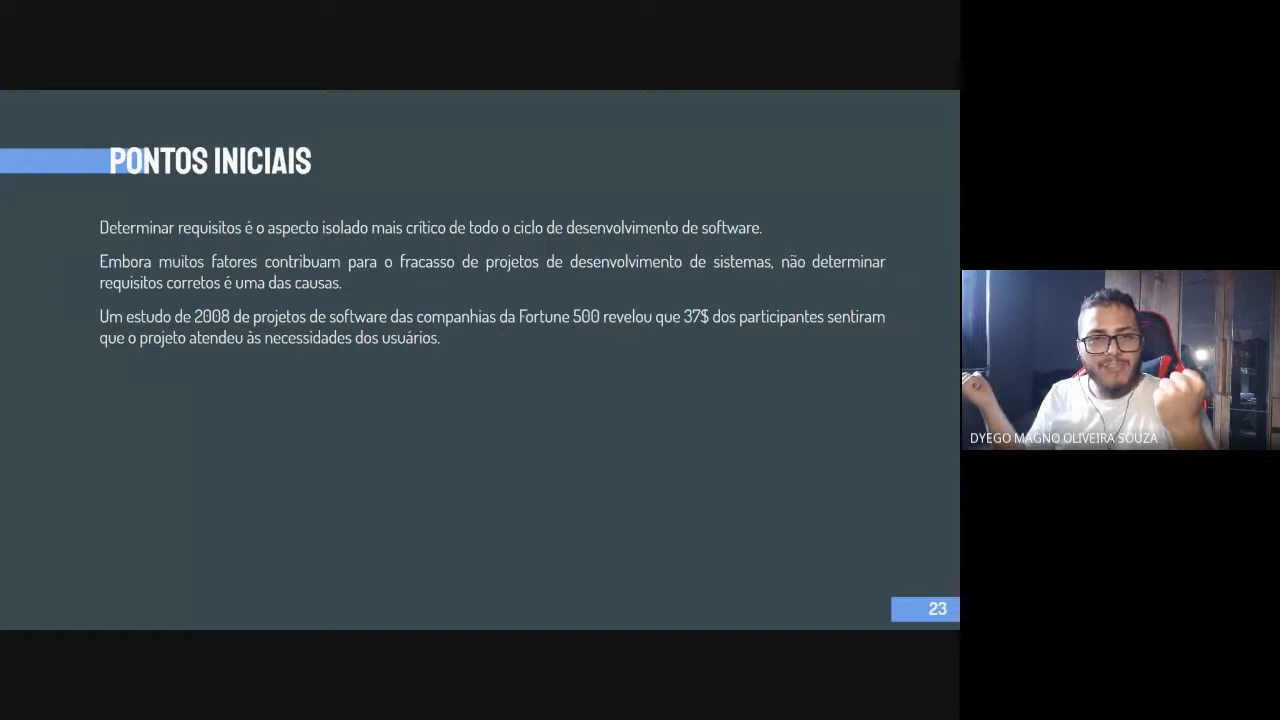 PONTOS INICIAIS
Determinar requisitos é o aspecto isolado mais crítico de todo o ciclo de desenvolvimento de software.
Embora muitos fatores contribuam para o fracasso de projetos de desenvolvimento de sistemas, não determinar
requisitos corretos é uma das causas.
Um estudo de 2008 de projetos de software das companhias da Fortune 500 revelou que 37$ dos participantes sentiram
que o projeto atendeu às necessidades dos usuários.
DYEGO MAGNO OLIVEIRA SOUZA
23